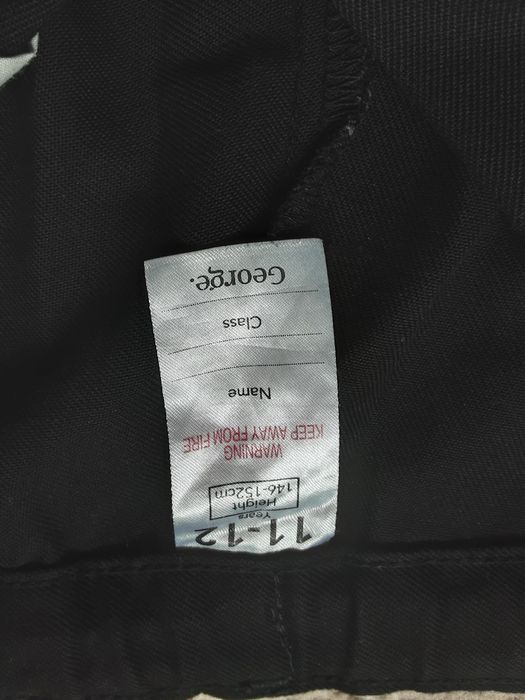 11-12
Years
Height
146-152cm
WARNING
KEEP AWAY FROM FIRE
Name
Class
George.